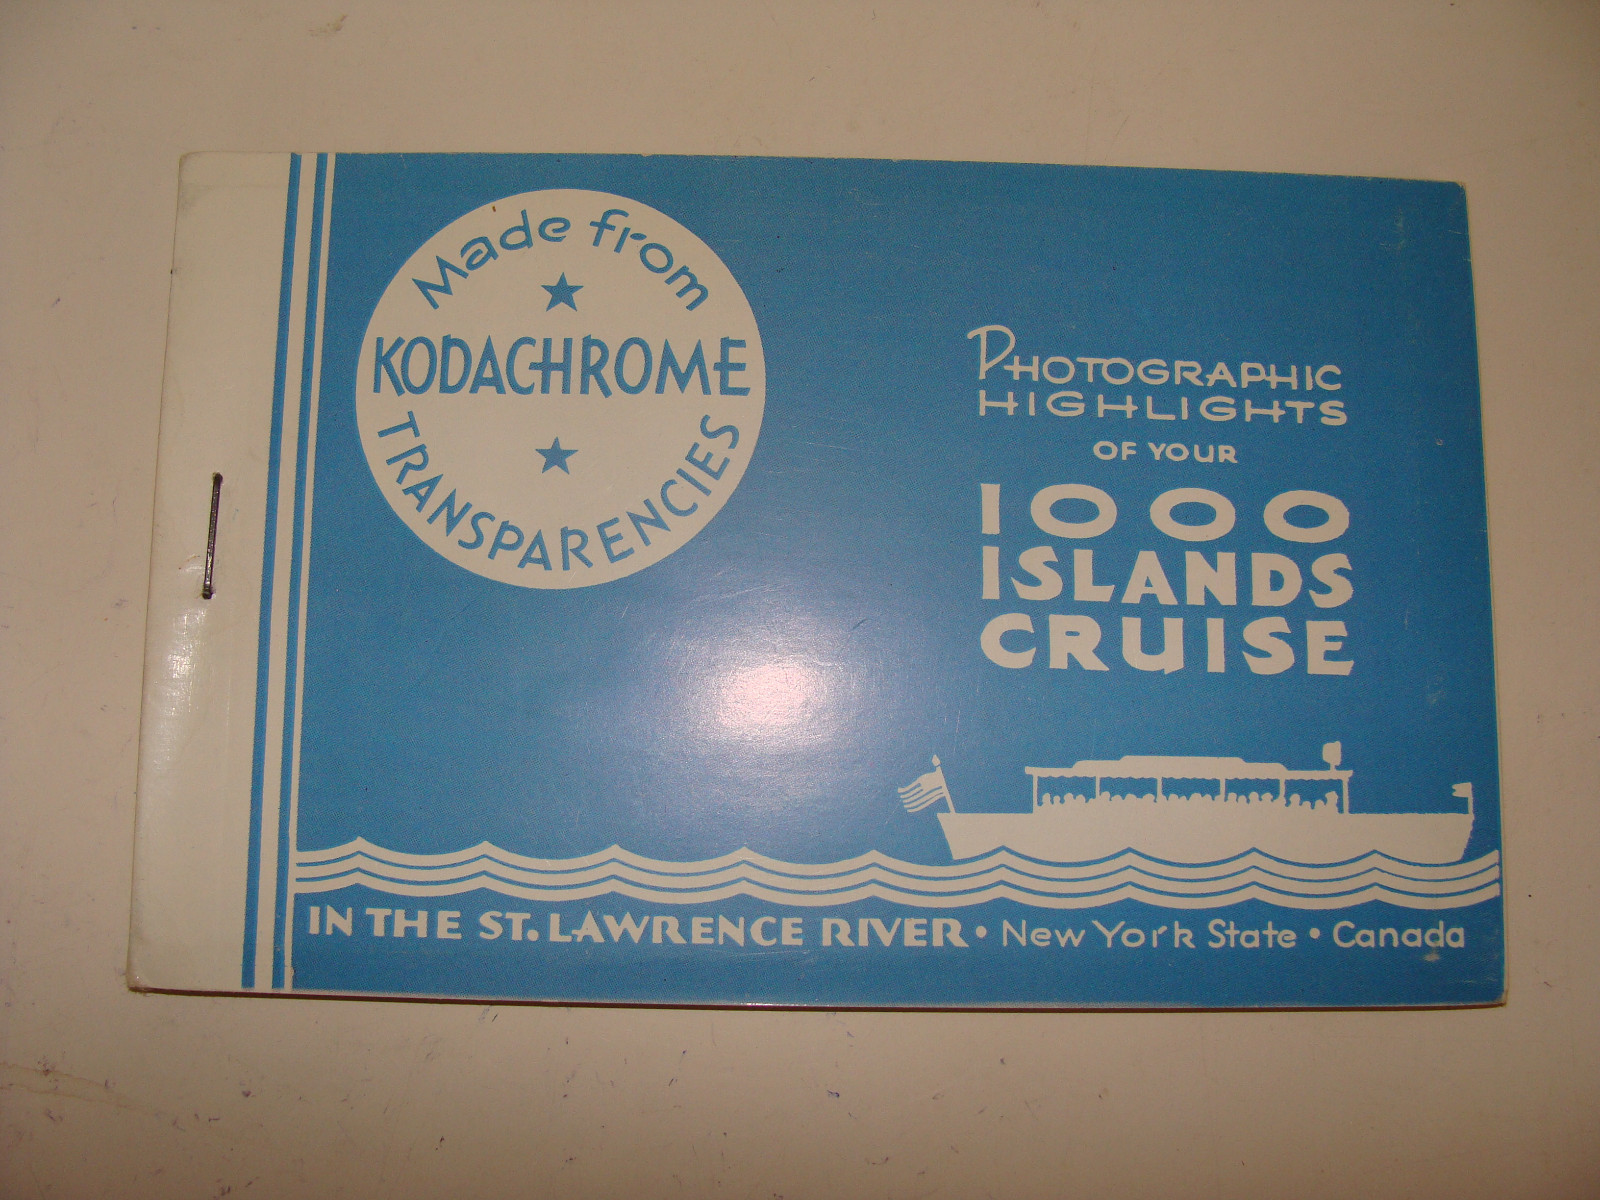 Made from
KODACHROME
TRANSPARENCIES
PHOTOGRAPHIC
HIGHLIGHTS
OF YOUR
1000
ISLANDS
CRUISE
IN THE ST. LAWRENCE RIVER • New York State • Canada